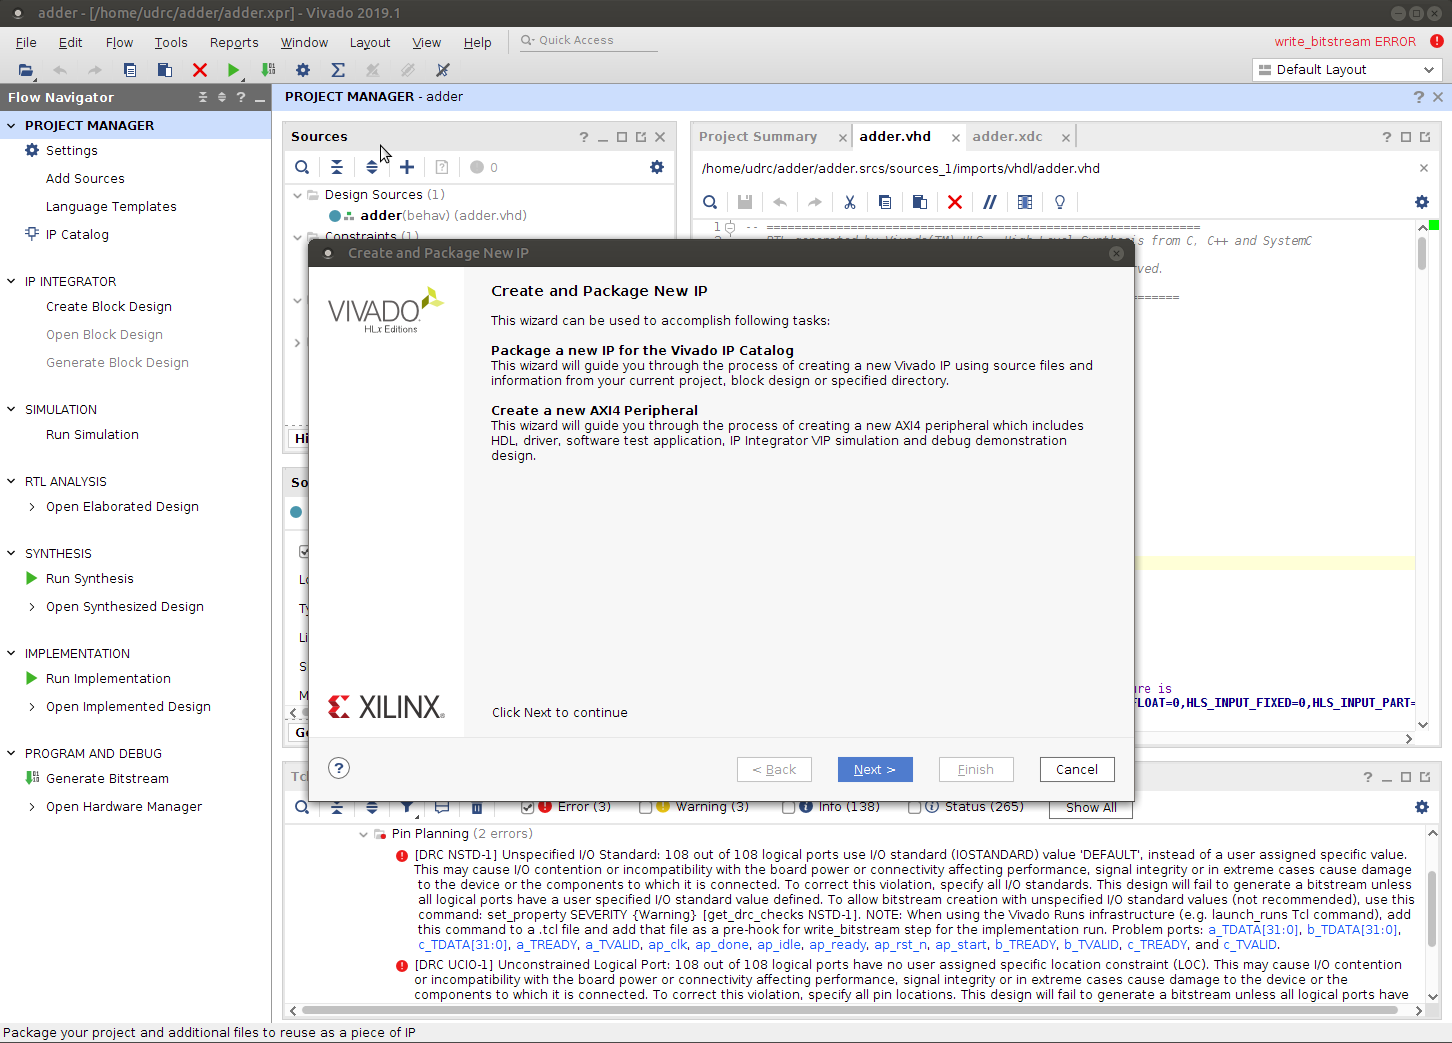 adder - [/home/udrc/adder/adder.xpr] - Vivado 2019.1
File Edit Flow Tools Reports Window Layout View Help Quick Access
write_bitstream ERROR
Default Layout
Flow Navigator
PROJECT MANAGER - adder
PROJECT MANAGER
Settings
Add Sources
Language Templates
IP Catalog
IP INTEGRATOR
Create Block Design
Open Block Design
Generate Block Design
SIMULATION
Run Simulation
RTL ANALYSIS
Open Elaborated Design
SYNTHESIS
Run Synthesis
Open Synthesized Design
IMPLEMENTATION
Run Implementation
Open Implemented Design
PROGRAM AND DEBUG
Generate Bitstream
Open Hardware Manager
Sources
0
Design Sources (1)
adder(behav) (adder.vhd)
Constraints (1)
Project Summary adder.vhd adder.xdc
/home/udrc/adder/adder.srcs/sources_1/imports/vhdl/adder.vhd
1 -- ===========================================================
from C, C++ and SystemC
ved.
=======
re is
FLOAT=0,HLS_INPUT_FIXED=0,HLS_INPUT_PART=
Create and Package New IP
VIVADO
HLx Editions
Create and Package New IP
This wizard can be used to accomplish following tasks:
Package a new IP for the Vivado IP Catalog
This wizard will guide you through the process of creating a new Vivado IP using source files and
information from your current project, block design or specified directory.
Create a new AXI4 Peripheral
This wizard will guide you through the process of creating a new AXI4 peripheral which includes
HDL, driver, software test application, IP Integrator VIP simulation and debug demonstration
design.
XILINX
Click Next to continue
? < Back Next > Finish Cancel
Error (3) Warning (3) Info (138) Status (265) Show All
Pin Planning (2 errors)
[DRC NSTD-1] Unspecified I/O Standard: 108 out of 108 logical ports use I/O standard (IOSTANDARD) value 'DEFAULT', instead of a user assigned specific value.
This may cause I/O contention or incompatibility with the board power or connectivity affecting performance, signal integrity or in extreme cases cause damage
to the device or the components to which it is connected. To correct this violation, specify all I/O standards. This design will fail to generate a bitstream unless
all logical ports have a user specified I/O standard value defined. To allow bitstream creation with unspecified I/O standard values (not recommended), use this
command: set_property SEVERITY {Warning} [get_drc_checks NSTD-1]. NOTE: When using the Vivado Runs infrastructure (e.g. launch_runs Tcl command), add
this command to a .tcl file and add that file as a pre-hook for write_bitstream step for the implementation run. Problem ports: a_TDATA[31:0], b_TDATA[31:0],
c_TDATA[31:0], a_TREADY, a_TVALID, ap_clk, ap_done, ap_idle, ap_ready, ap_rst_n, ap_start, b_TREADY, b_TVALID, c_TREADY, and c_TVALID.
[DRC UCIO-1] Unconstrained Logical Port: 108 out of 108 logical ports have no user assigned specific location constraint (LOC). This may cause I/O contention
or incompatibility with the board power or connectivity affecting performance, signal integrity or in extreme cases cause damage to the device or the
components to which it is connected. To correct this violation, specify all pin locations. This design will fail to generate a bitstream unless all logical ports have
Package your project and additional files to reuse as a piece of IP